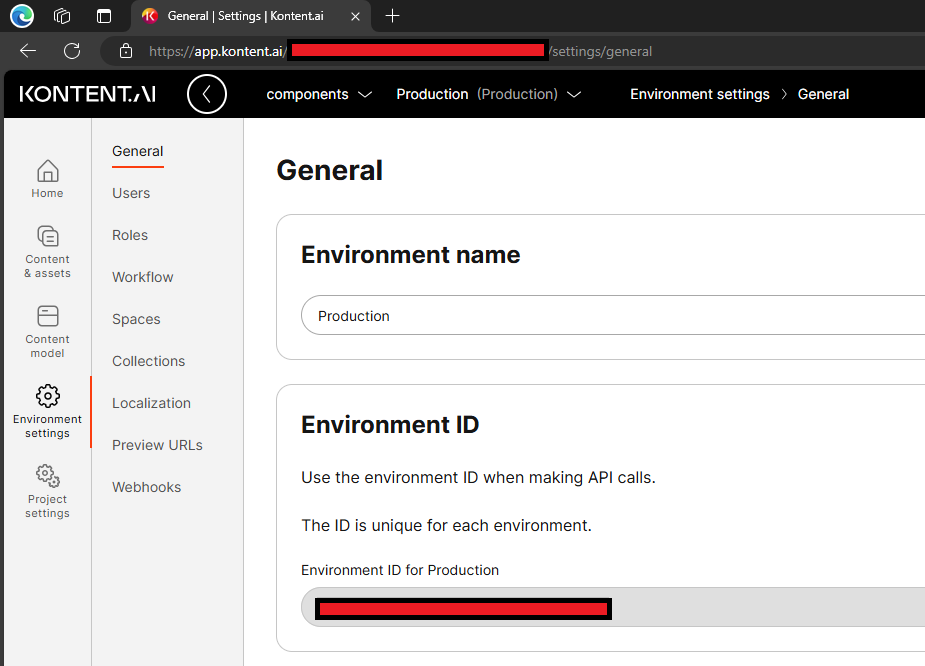 General | Settings | Kontent.ai
https://app.kontent.ai/
/settings/general
KONTENT.AI
components
Production (Production)
Environment settings > General
Home
Content
& assets
Content
model
Environment
settings
Project
settings
General
Users
Roles
Workflow
Spaces
Collections
Localization
Preview URLs
Webhooks
General
Environment name
Production
Environment ID
Use the environment ID when making API calls.
The ID is unique for each environment.
Environment ID for Production